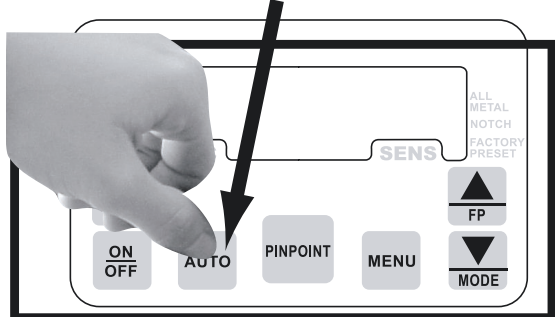 ALL
METAL
NOTCH
FACTORY
PRESET
SENS
FP
ON
OFF
AUTO
PINPOINT
MENU
MODE